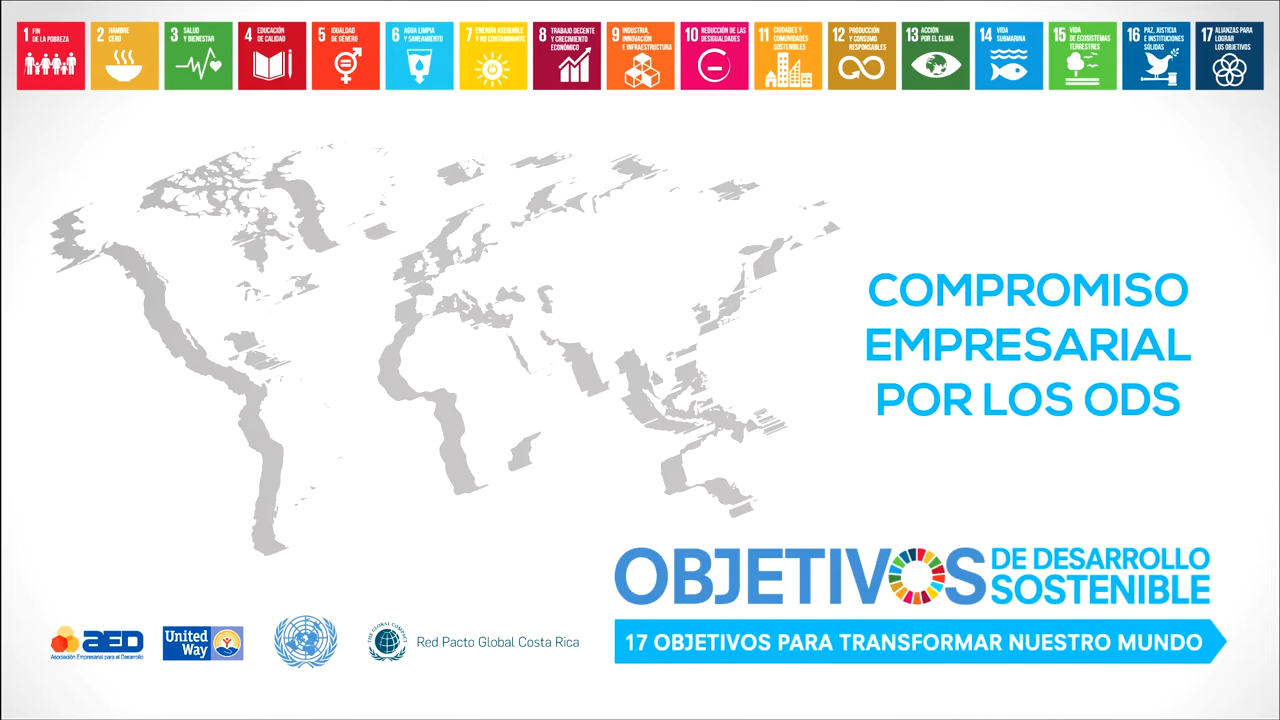 1 FIN
DE LA POBREZA
2 HAMBRE
CERO
3 SALUD
Y BIENESTAR
4 EDUCACIÓN
DE CALIDAD
5 IGUALDAD
DE GÉNERO
6 AGUA LIMPIA
Y SANEAMIENTO
7 ENERGÍA ASEQUIBLE
Y NO CONTAMINANTE
8 TRABAJO DECENTE
Y CRECIMIENTO
ECONÓMICO
9 INDUSTRIA,
INNOVACIÓN
E INFRAESTRUCTURA
10 REDUCCIÓN DE LAS
DESIGUALDADES
11 CIUDADES Y
COMUNIDADES
SOSTENIBLES
12 PRODUCCIÓN
Y CONSUMO
RESPONSABLES
13 ACCIÓN
POR EL CLIMA
14 VIDA
SUBMARINA
15 VIDA
DE ECOSISTEMAS
TERRESTRES
16 PAZ, JUSTICIA
E INSTITUCIONES
SÓLIDAS
17 ALIANZAS PARA
LOGRAR
LOS OBJETIVOS
COMPROMISO
EMPRESARIAL
POR LOS ODS
OBJETIVOS DE DESARROLLO
SOSTENIBLE
17 OBJETIVOS PARA TRANSFORMAR NUESTRO MUNDO
AED
Asociación Empresarial para el Desarrollo
United
Way
THE GLOBAL COMPACT
Red Pacto Global Costa Rica